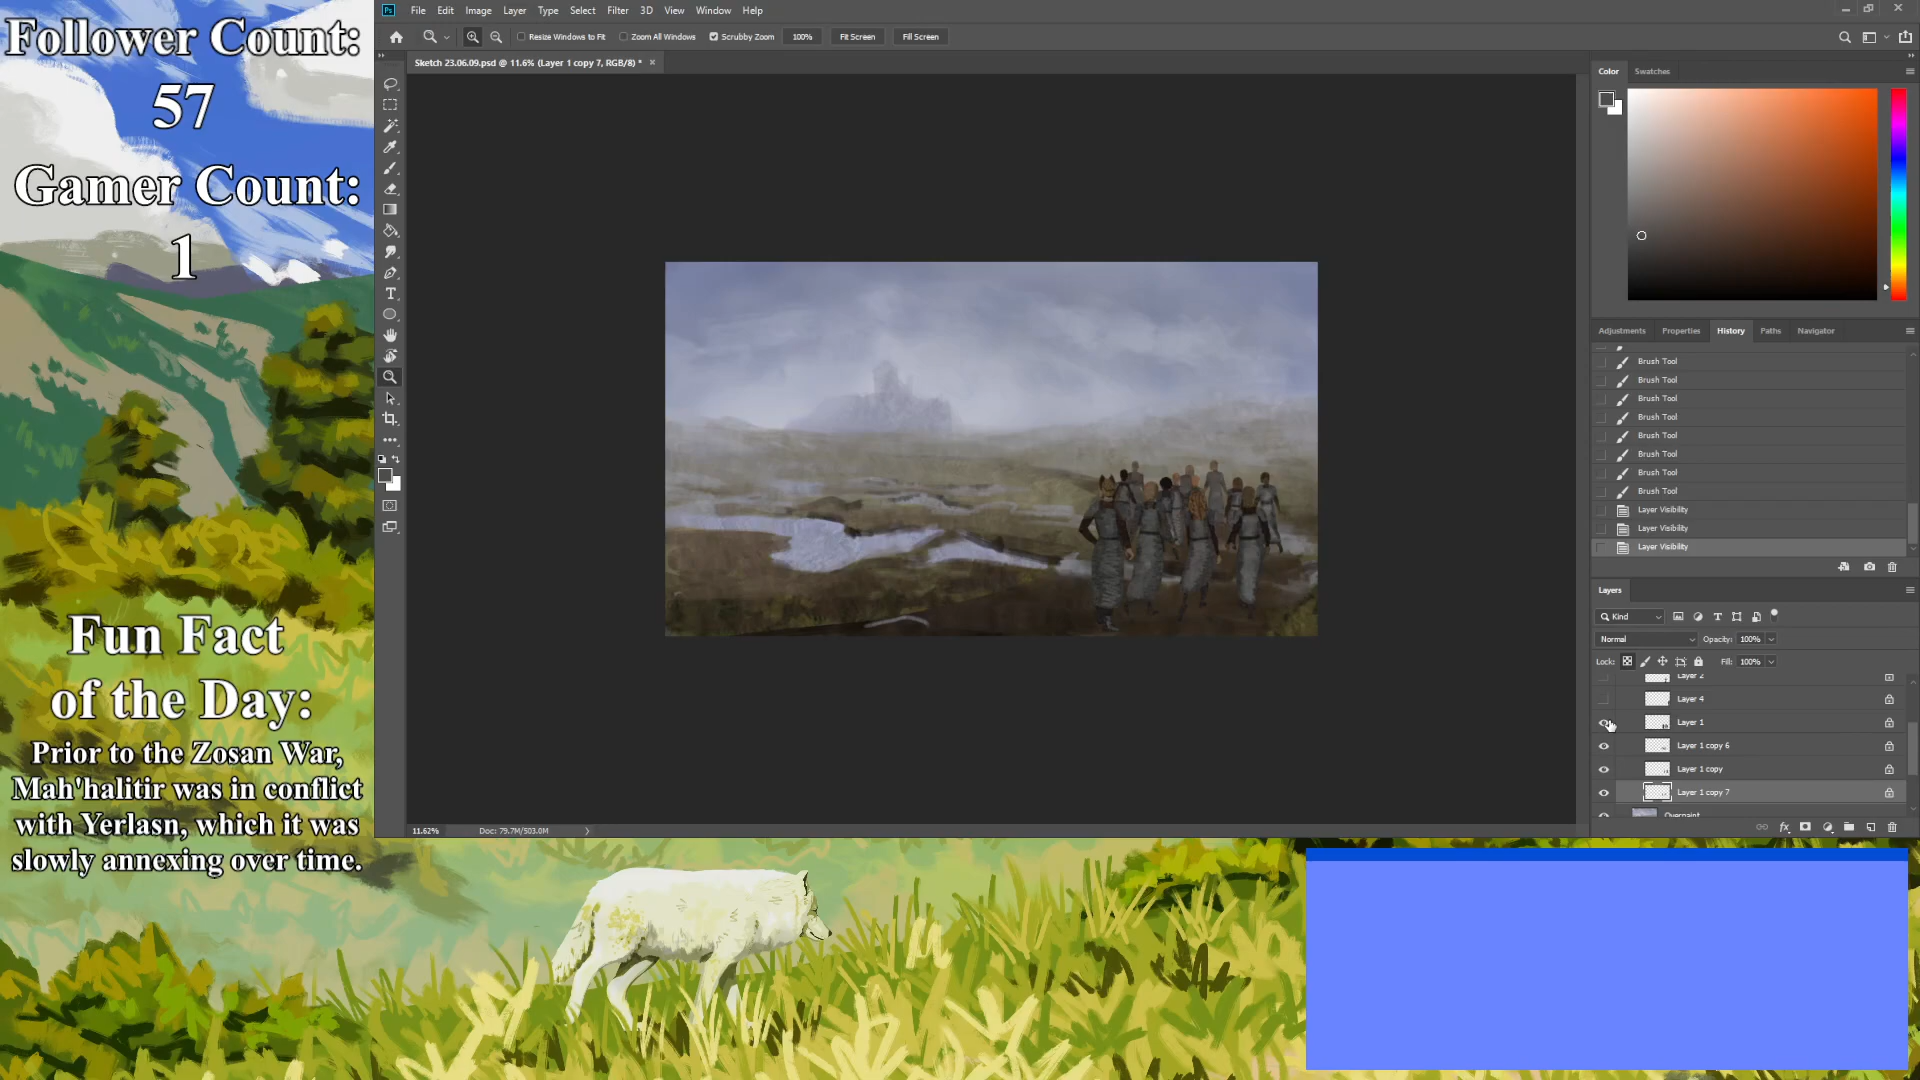 Follower Count:
57
Gamer Count:
1
Fun Fact
of the Day:
Prior to the Zosan War,
Mah'halitir was in conflict
with Yerlasn, which it was
slowly annexing over time.
Ps File Edit Image Layer Type Select Filter 3D View Window Help
Resize Windows to Fit Zoom All Windows Scrubby Zoom 100% Fit Screen Fill Screen
Sketch 23.06.09.psd @ 11.6% (Layer 1 copy 7, RGB/8) * ×
T
11.62% Doc: 79.7M/503.0M
Color Swatches
Adjustments Properties History Paths Navigator
Brush Tool
Brush Tool
Brush Tool
Brush Tool
Brush Tool
Brush Tool
Brush Tool
Brush Tool
Layer Visibility
Layer Visibility
Layer Visibility
Layers
Kind T
Normal Opacity: 100%
Lock: Fill: 100%
Layer 2
Layer 4
Layer 1
Layer 1 copy 6
Layer 1 copy
Layer 1 copy 7
Overpaint
fx